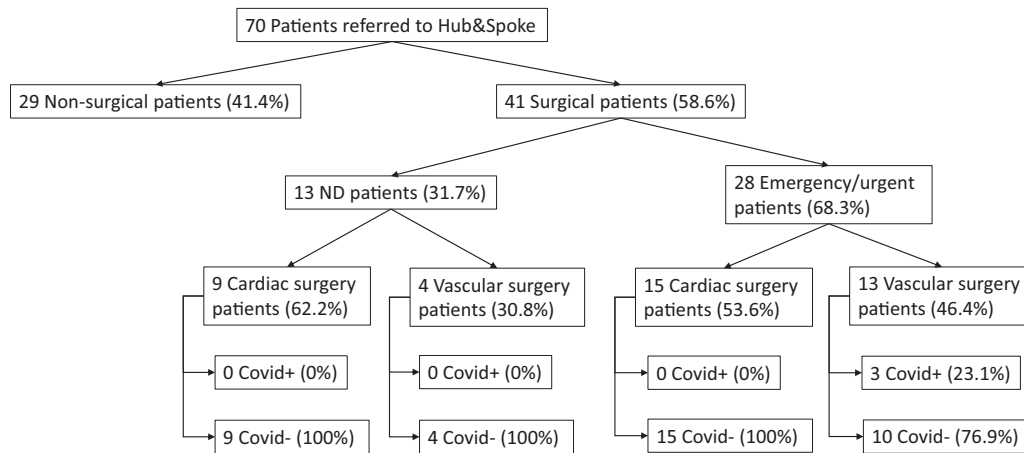 70 Patients referred to Hub&Spoke
29 Non-surgical patients (41.4%)
41 Surgical patients (58.6%)
13 ND patients (31.7%)
28 Emergency/urgent
patients (68.3%)
9 Cardiac surgery
patients (62.2%)
4 Vascular surgery
patients (30.8%)
15 Cardiac surgery
patients (53.6%)
13 Vascular surgery
patients (46.4%)
0 Covid+ (0%)
0 Covid+ (0%)
0 Covid+ (0%)
3 Covid+ (23.1%)
9 Covid- (100%)
4 Covid- (100%)
15 Covid- (100%)
10 Covid- (76.9%)